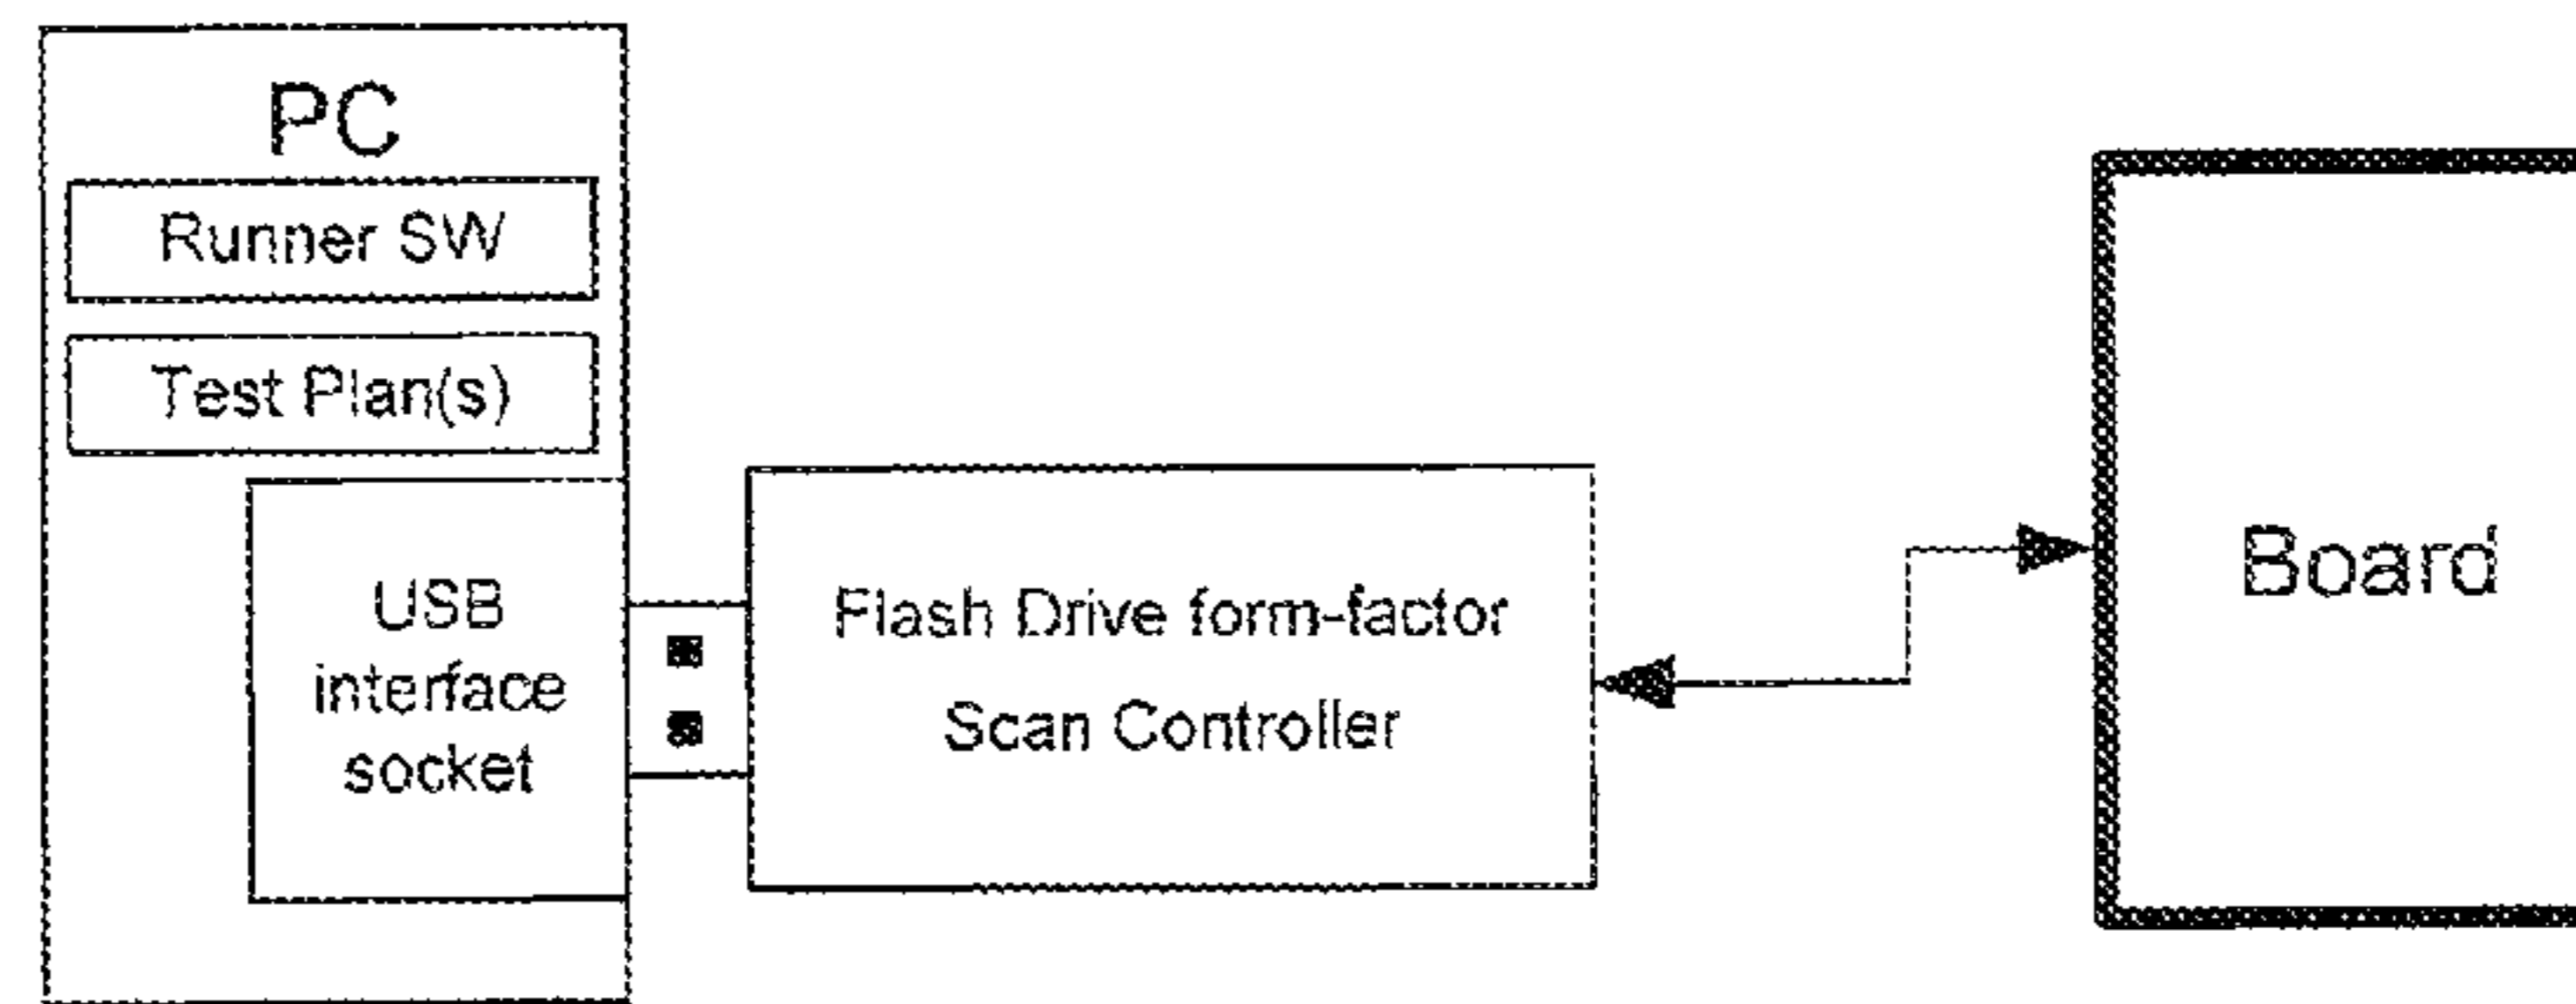 PC
Runner SW
Test Plan(s)
USB
interface
socket
Flash Drive form-factor
Scan Controller
Board